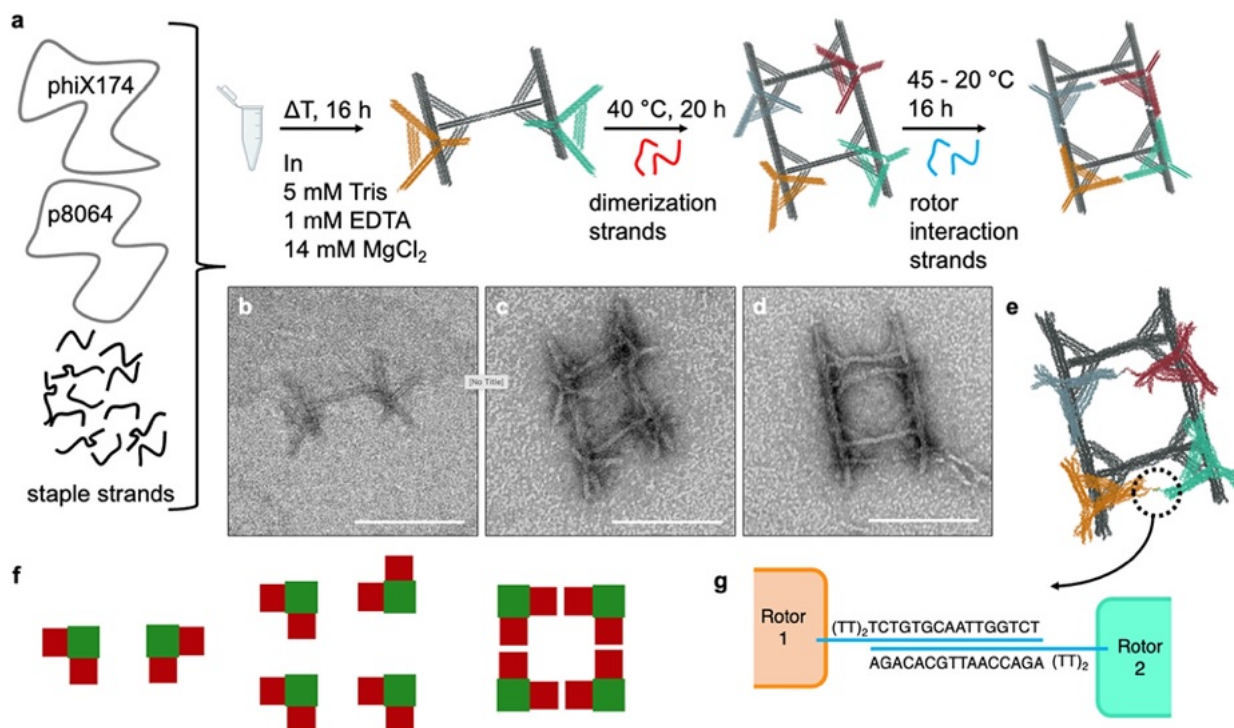 a
phiX174
p8064
staple strands
ΔT, 16 h
In
5 mM Tris
1 mM EDTA
14 mM MgCl₂
40 °C, 20 h
dimerization
strands
45 - 20 °C
16 h
rotor
interaction
strands
b
[No Title]
c
d
e
f
g
Rotor
1
(TT)₂TCTGTGCAATTGGTCT
AGACACGTTAACCAGA (TT)₂
Rotor
2